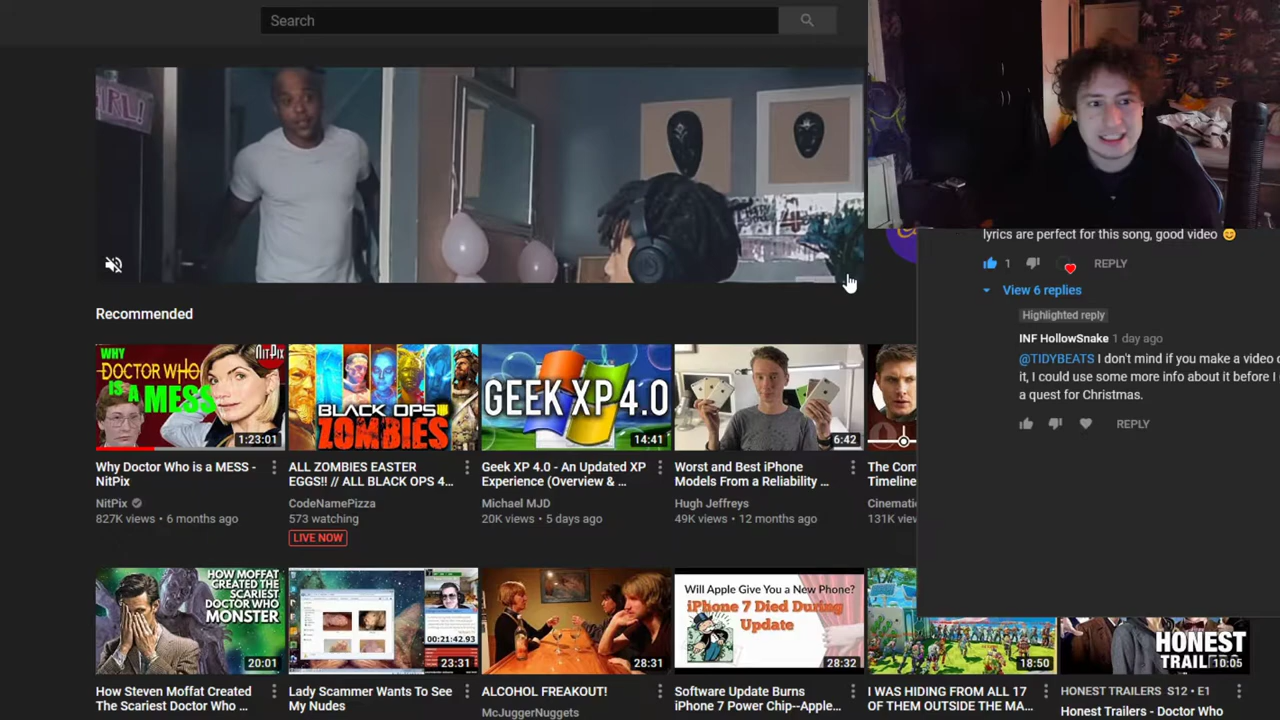 Search
GIRL!
lyrics are perfect for this song, good video 😊
1
REPLY
View 6 replies
Highlighted reply
INF HollowSnake 1 day ago
@TIDYBEATS I don't mind if you make a video
it, I could use some more info about it before I
a quest for Christmas.
REPLY
Recommended
WHY
DOCTOR WHO
IS A MESS
NitPix
1:23:01
BLACK OPS
ZOMBIES
GEEK XP 4.0
14:41
6:42
Why Doctor Who is a MESS -
NitPix
NitPix
827K views • 6 months ago
ALL ZOMBIES EASTER
EGGS!! // ALL BLACK OPS 4...
CodeNamePizza
573 watching
LIVE NOW
Geek XP 4.0 - An Updated XP
Experience (Overview & ...
Michael MJD
20K views • 5 days ago
Worst and Best iPhone
Models From a Reliability ...
Hugh Jeffreys
49K views • 12 months ago
The Com
Timeline
Cinemati
131K view
HOW MOFFAT
CREATED THE
SCARIEST
DOCTOR WHO
MONSTER
20:01
00:21:42.93
23:31
28:31
Will Apple Give You a New Phone?
iPhone 7 Died During
Update
28:32
18:50
HONEST
TRAIL
10:05
How Steven Moffat Created
The Scariest Doctor Who ...
Lady Scammer Wants To See
My Nudes
ALCOHOL FREAKOUT!
McJuggerNuggets
Software Update Burns
iPhone 7 Power Chip--Apple...
I WAS HIDING FROM ALL 17
OF THEM OUTSIDE THE MA...
HONEST TRAILERS S12 • E1
Honest Trailers - Doctor Who